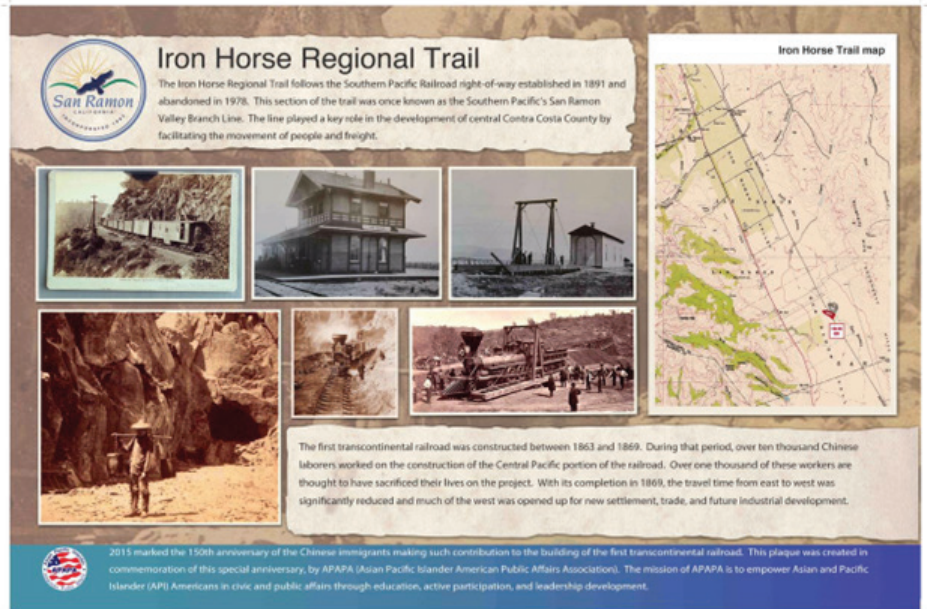 Iron Horse Regional Trail
The Iron Horse Regional Trail follows the Southern Pacific Railroad right-of-way established in 1891 and
abandoned in 1978. This section of the trail was once known as the Southern Pacific's San Ramon
Valley Branch Line. The line played a key role in the development of central Contra Costa County by
facilitating the movement of people and freight.
San Ramon
CALIFORNIA
INCORPORATED 1983
Iron Horse Trail map
The first transcontinental railroad was constructed between 1863 and 1869. During that period, over ten thousand Chinese
laborers worked on the construction of the Central Pacific portion of the railroad. Over one thousand of these workers are
thought to have sacrificed their lives on the project. With its completion in 1869, the travel time from east to west was
significantly reduced and much of the west was opened up for new settlement, trade, and future industrial development.
APAPA
2015 marked the 150th anniversary of the Chinese immigrants making such contribution to the building of the first transcontinental railroad. This plaque was created in
commemoration of this special anniversary, by APAPA (Asian Pacific Islander American Public Affairs Association). The mission of APAPA is to empower Asian and Pacific
Islander (API) Americans in civic and public affairs through education, active participation, and leadership development.